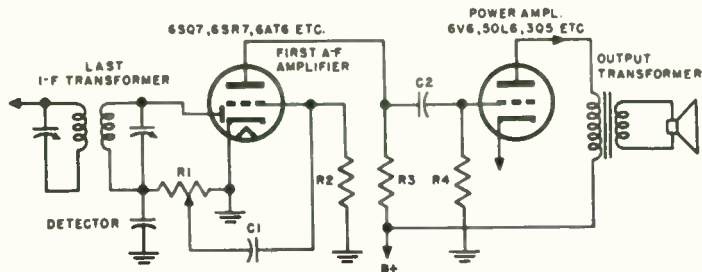 POWER AMPL.
6V6, 50L6, 3Q5 ETC
6SQ7, 6SR7, 6AT6 ETC.
FIRST A-F
AMPLIFIER
LAST
I-F TRANSFORMER
OUTPUT
TRANSFORMER
C2
R1
R2
R3
R4
DETECTOR
C1
B+